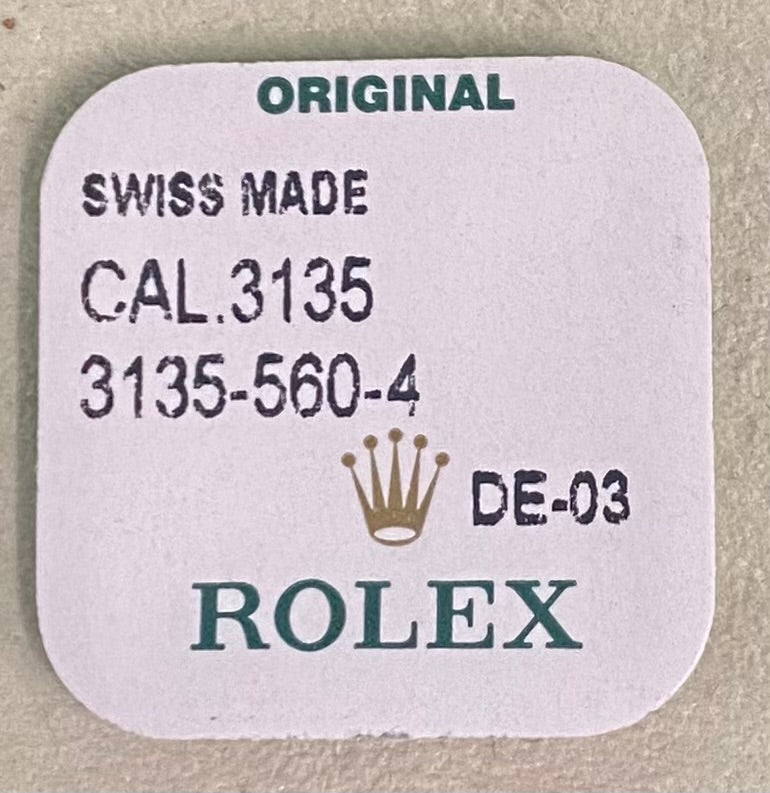 ORIGINAL
SWISS MADE
CAL.3135
3135-560-4
DE-03
ROLEX